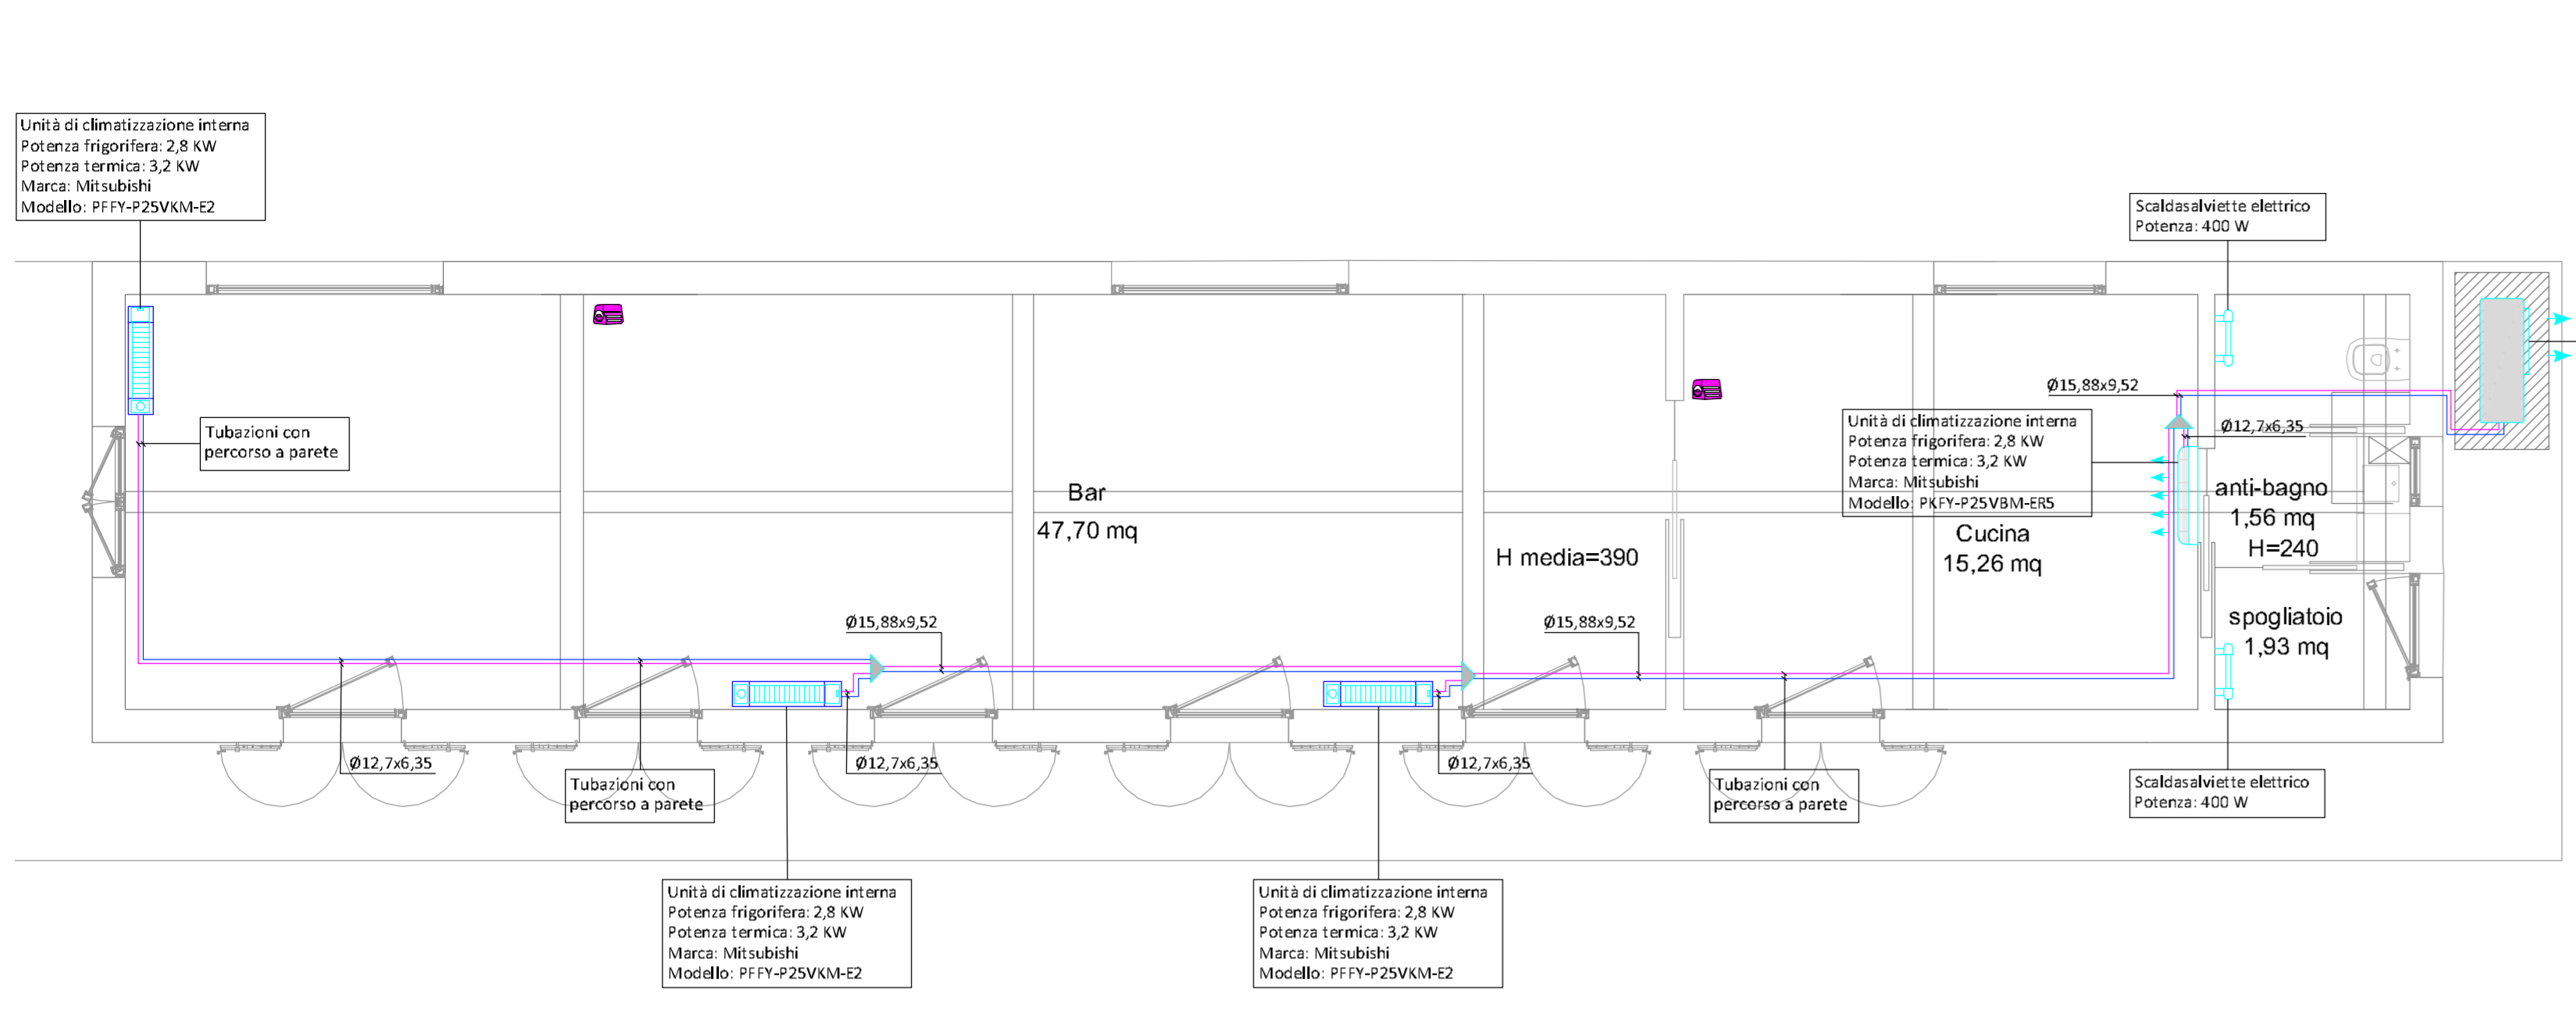 Unità di climatizzazione interna
Potenza frigorifera: 2,8 KW
Potenza termica: 3,2 KW
Marca: Mitsubishi
Modello: PFFY-P25VKM-E2
Scaldasalviette elettrico
Potenza: 400 W
Tubazioni con
percorso a parete
Ø15,88x9,52
Unità di climatizzazione interna
Potenza frigorifera: 2,8 KW
Potenza termica: 3,2 KW
Marca: Mitsubishi
Modello: PKFY-P25VBM-ER5
Ø12,7x6,35
Bar
47,70 mq
H media=390
Cucina
15,26 mq
anti-bagno
1,56 mq
H=240
spogliatoio
1,93 mq
Ø15,88x9,52
Ø15,88x9,52
Ø12,7x6,35
Tubazioni con
percorso a parete
Ø12,7x6,35
Ø12,7x6,35
Tubazioni con
percorso a parete
Scaldasalviette elettrico
Potenza: 400 W
Unità di climatizzazione interna
Potenza frigorifera: 2,8 KW
Potenza termica: 3,2 KW
Marca: Mitsubishi
Modello: PFFY-P25VKM-E2
Unità di climatizzazione interna
Potenza frigorifera: 2,8 KW
Potenza termica: 3,2 KW
Marca: Mitsubishi
Modello: PFFY-P25VKM-E2